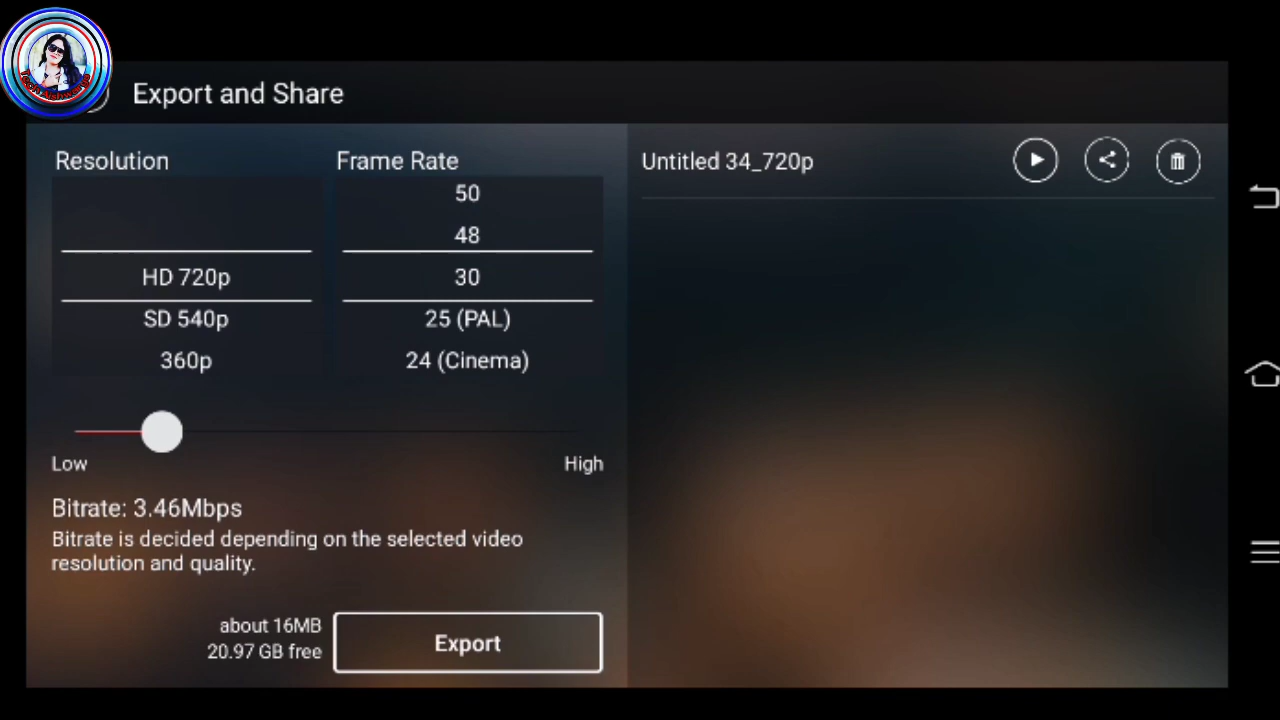 Tech Aishwarya
Export and Share
Resolution
HD 720p
SD 540p
360p
Frame Rate
50
48
30
25 (PAL)
24 (Cinema)
Low
High
Bitrate: 3.46Mbps
Bitrate is decided depending on the selected video
resolution and quality.
about 16MB
20.97 GB free
Export
Untitled 34_720p